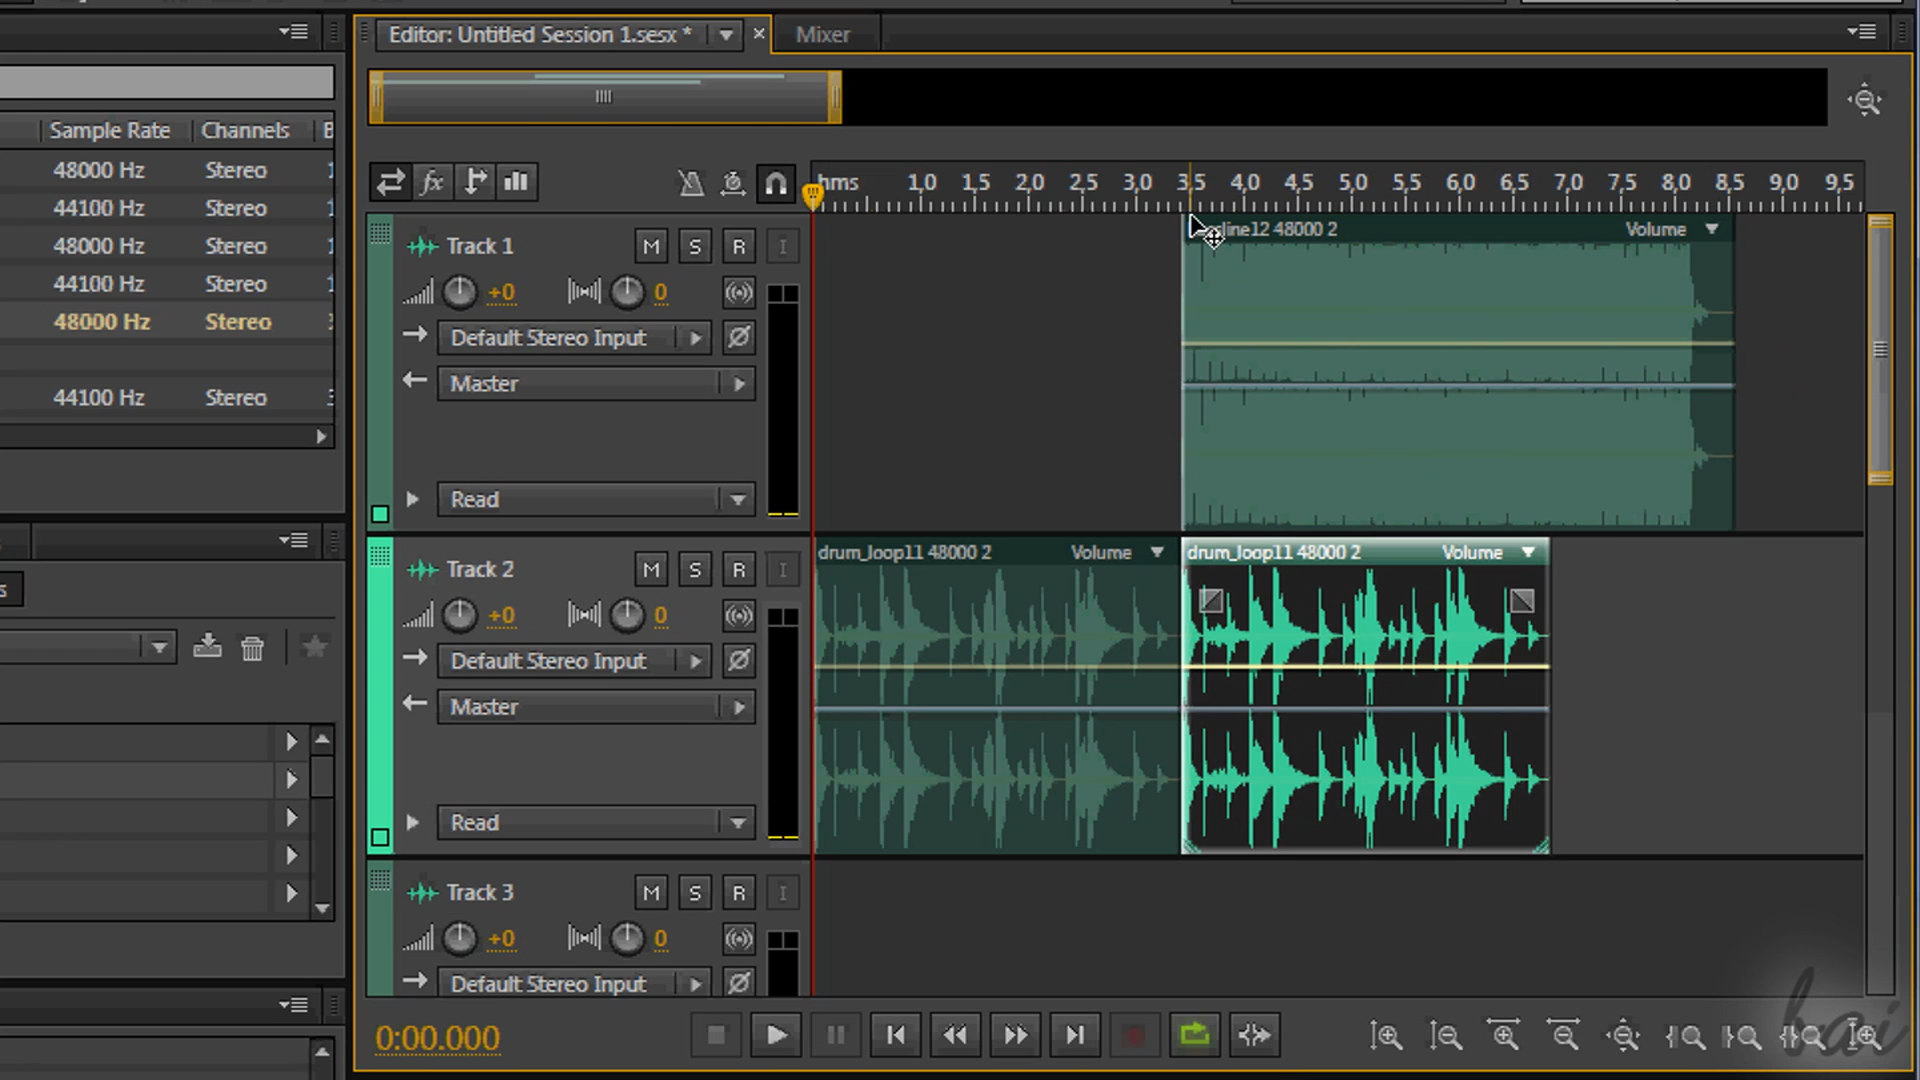 Editor: Untitled Session 1.sesx *
Mixer
Sample Rate Channels B
48000 Hz Stereo
44100 Hz Stereo
48000 Hz Stereo
44100 Hz Stereo
48000 Hz Stereo
44100 Hz Stereo
fx
hms 1,0 1,5 2,0 2,5 3,0 3,5 4,0 4,5 5,0 5,5 6,0 6,5 7,0 7,5 8,0 8,5 9,0 9,5
Track 1 M S R I
line12 48000 2 Volume
+0 0
Default Stereo Input
Master
Read
Track 2 M S R I
drum_loop11 48000 2 Volume
drum_loop11 48000 2 Volume
+0 0
Default Stereo Input
Master
Read
Track 3 M S R I
+0 0
Default Stereo Input
0:00.000
bai